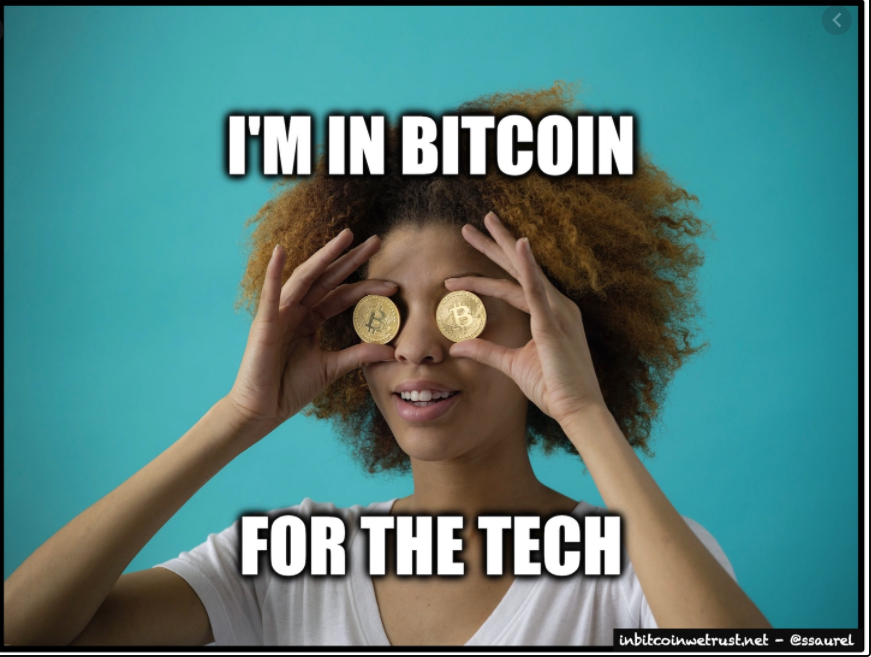 I'M IN BITCOIN
FOR THE TECH
inbitcoinwetrust.net - @ssaurel